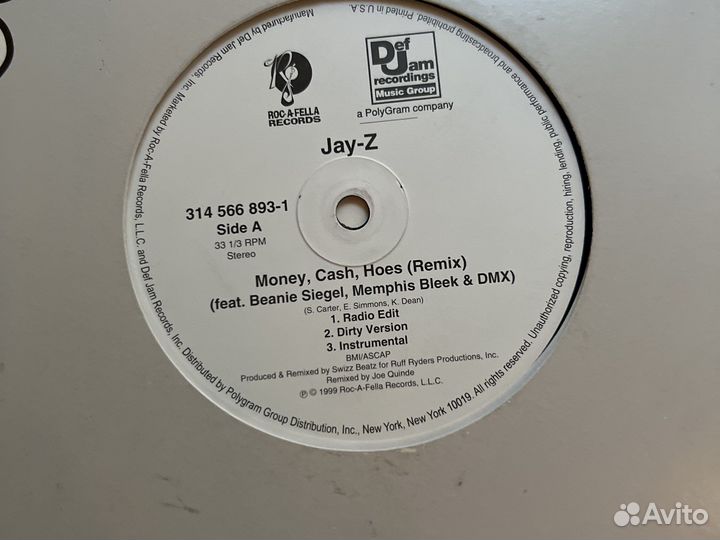 ROC-A-FELLA
RECORDS
Def
Jam
recordings
Music Group
a PolyGram company
Jay-Z
314 566 893-1
Side A
33 1/3 RPM
Stereo
Money, Cash, Hoes (Remix)
(feat. Beanie Siegel, Memphis Bleek & DMX)
(S. Carter, E. Simmons, K. Dean)
1. Radio Edit
2. Dirty Version
3. Instrumental
BMI/ASCAP
Produced & Remixed by Swizz Beatz for Ruff Ryders Productions, Inc.
Remixed by Joe Quinde
℗ © 1999 Roc-A-Fella Records, L.L.C.
Manufactured by Def Jam Records, Inc. Marketed by Roc-A-Fella Records, L.L.C. and Def Jam Records, Inc. Distributed by Polygram Group Distribution, Inc., New York, New York 10019. All rights reserved. Unauthorized copying, reproduction, hiring, lending, public performance and broadcasting prohibited. Printed in U.S.A.
Avito